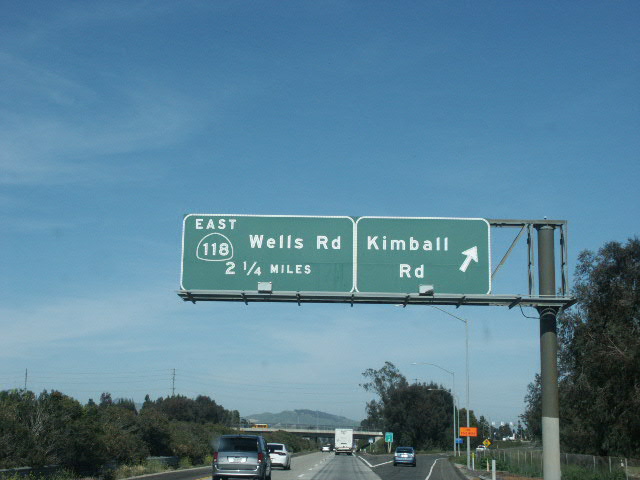 EAST
118 Wells Rd
2 1/4 MILES
Kimball
Rd